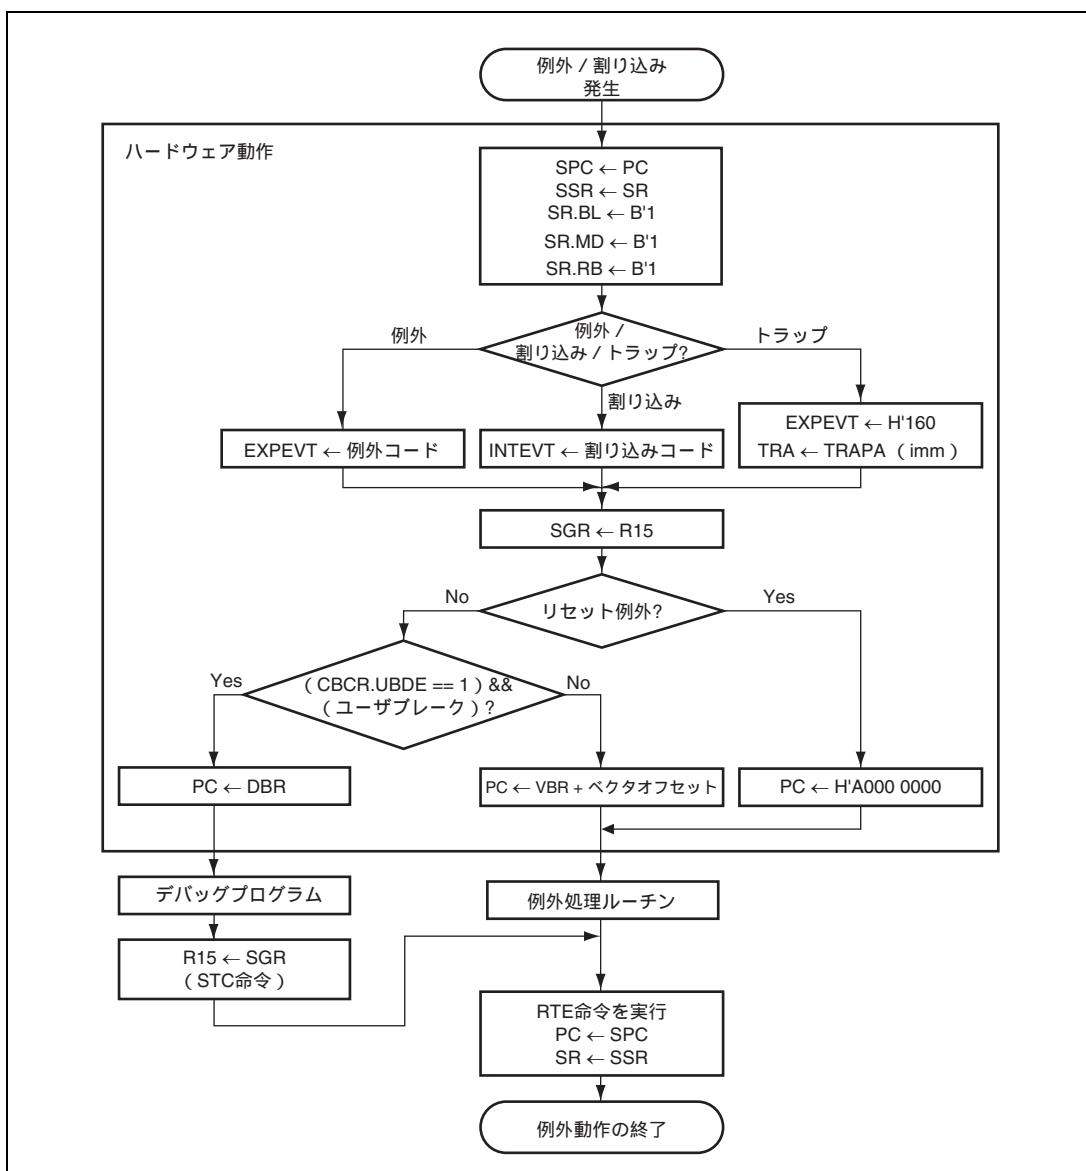 例外 / 割り込み
発生
ハードウェア動作
SPC ← PC
SSR ← SR
SR.BL ← B'1
SR.MD ← B'1
SR.RB ← B'1
例外
例外 /
割り込み / トラップ?
トラップ
割り込み
EXPEVT ← 例外コード
INTEVT ← 割り込みコード
EXPEVT ← H'160
TRA ← TRAPA （imm）
SGR ← R15
No
リセット例外?
Yes
Yes
（CBCR.UBDE == 1）&&
（ユーザブレーク）?
No
PC ← DBR
PC ← VBR + ベクタオフセット
PC ← H'A000 0000
デバッグプログラム
例外処理ルーチン
R15 ← SGR
（STC命令）
RTE命令を実行
PC ← SPC
SR ← SSR
例外動作の終了